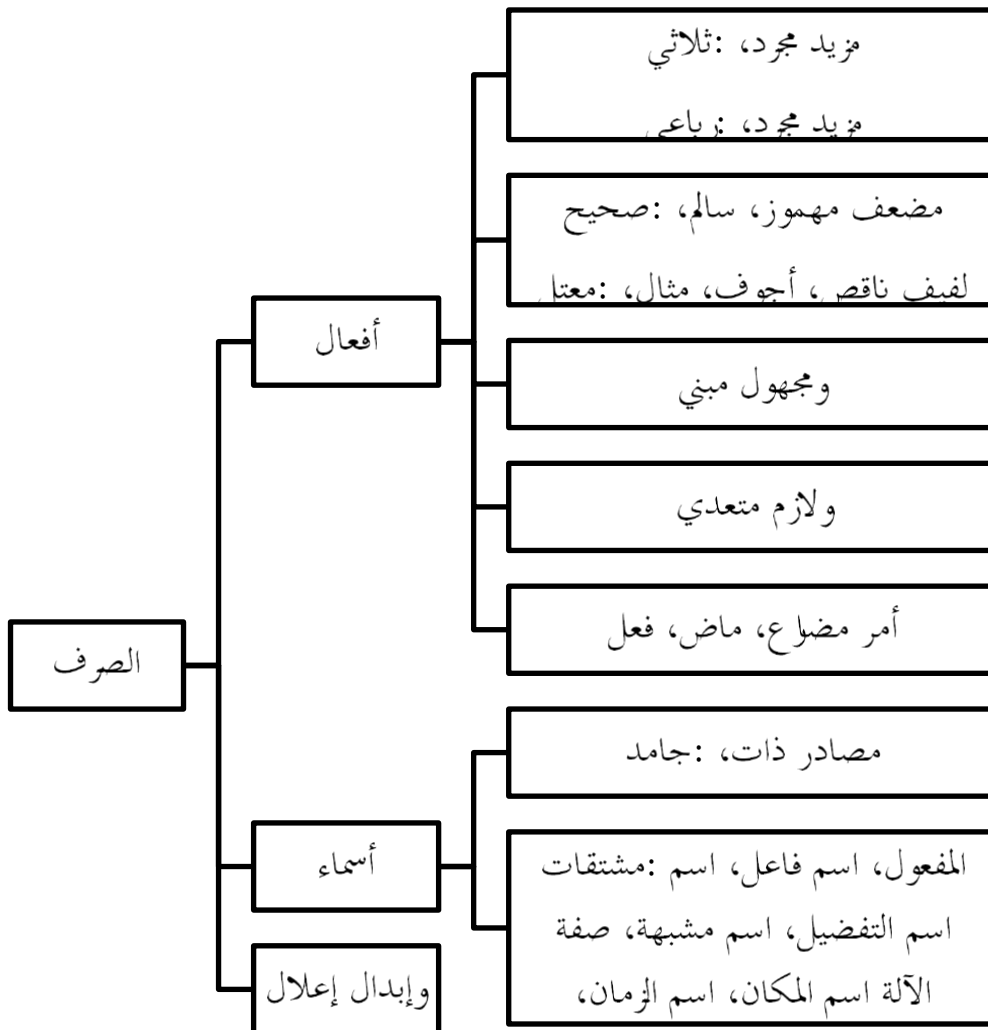 مزيد مجرد، :ثلاثي
مزيد مجرد، :رباعي
مضعف مهموز، سالم، :صحيح
لفيف ناقص، أجوف، مثال، :معتل
أفعال
ومجهول مبني
ولازم متعدي
أمر مضارع، ماض، فعل
الصرف
مصادر ذات، :جامد
أسماء
المفعول، اسم فاعل، اسم :مشتقات
اسم التفضيل، اسم مشبهة، صفة
الآلة اسم المكان، اسم الزمان،
وإبدال إعلال